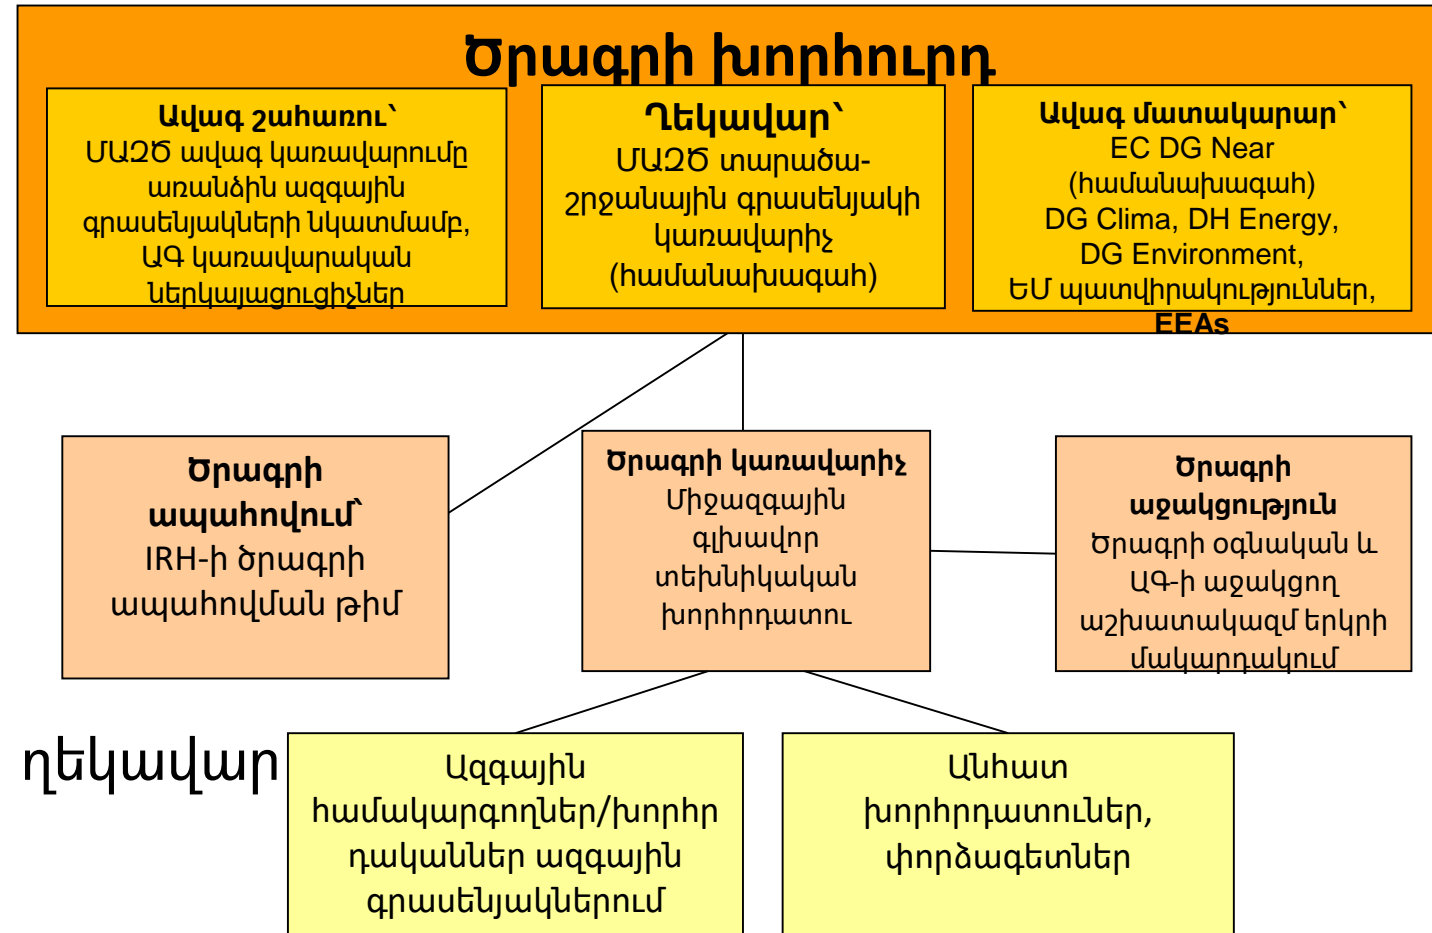 Ծրագրի խորհուրդ
Ավագ շահառու՝
ՄԱԶԾ ավագ կառավարումը
առանձին ազգային
գրասենյակների նկատմամբ,
ԱԳ կառավարական
ներկայացուցիչներ
Ղեկավար՝
ՄԱԶԾ տարածա-
շրջանային գրասենյակի
կառավարիչ
(համանախագահ)
Ավագ մատակարար՝
EC DG Near
(համանախագահ)
DG Clima, DH Energy,
DG Environment,
ԵՄ պատվիրակություններ,
EEAs
Ծրագրի
ապահովում՝
IRH-ի ծրագրի
ապահովման թիմ
Ծրագրի կառավարիչ
Միջազգային
գլխավոր
տեխնիկական
խորհրդատու
Ծրագրի
աջակցություն
Ծրագրի օգնական և
ԱԳ-ի աջակցող
աշխատակազմ երկրի
մակարդակում
ղեկավար
Ազգային
համակարգողներ/խորհր
դականներ ազգային
գրասենյակներում
Անհատ
խորհրդատուներ,
փորձագետներ